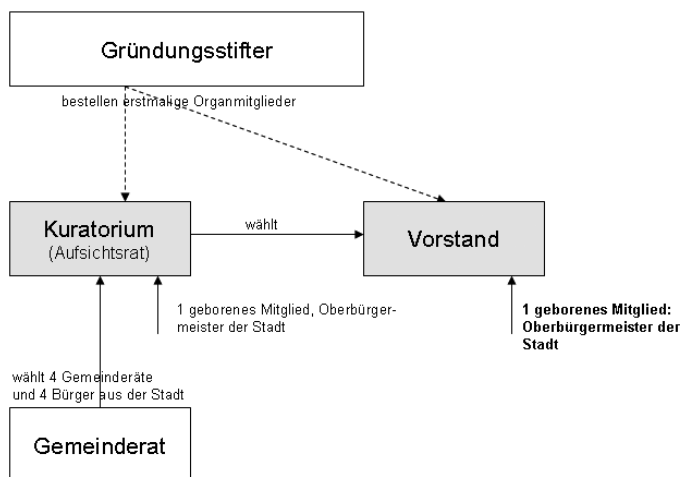 Gründungsstifter
bestellen erstmalige Organmitglieder
Kuratorium
(Aufsichtsrat)
wählt
Vorstand
1 geborenes Mitglied, Oberbürger-
meister der Stadt
1 geborenes Mitglied:
Oberbürgermeister der
Stadt
wählt 4 Gemeinderäte
und 4 Bürger aus der Stadt
Gemeinderat